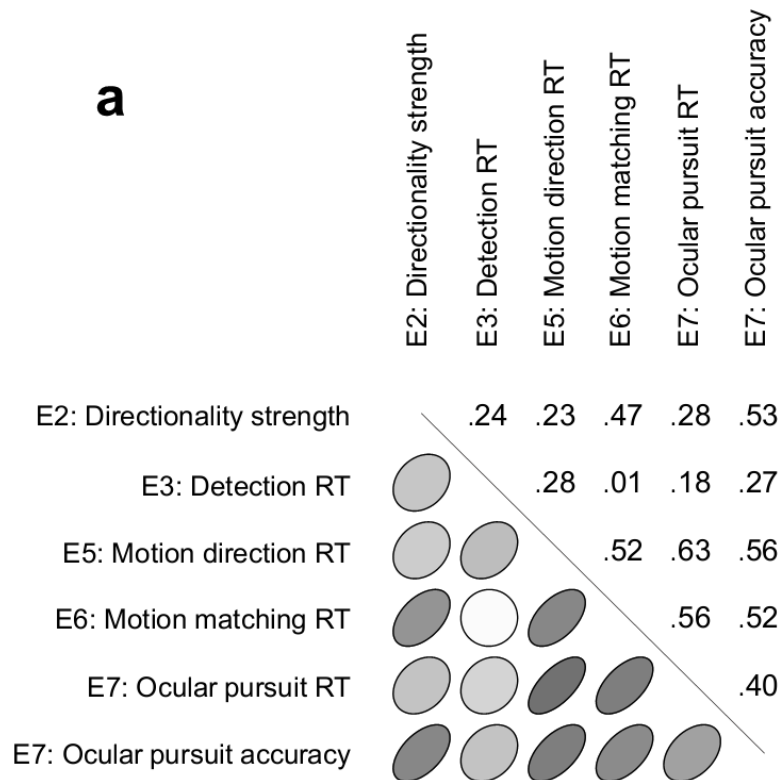 a
E2: Directionality strength
E3: Detection RT
E5: Motion direction RT
E6: Motion matching RT
E7: Ocular pursuit RT
E7: Ocular pursuit accuracy
E2: Directionality strength .24 .23 .47 .28 .53
E3: Detection RT .28 .01 .18 .27
E5: Motion direction RT .52 .63 .56
E6: Motion matching RT .56 .52
E7: Ocular pursuit RT .40
E7: Ocular pursuit accuracy